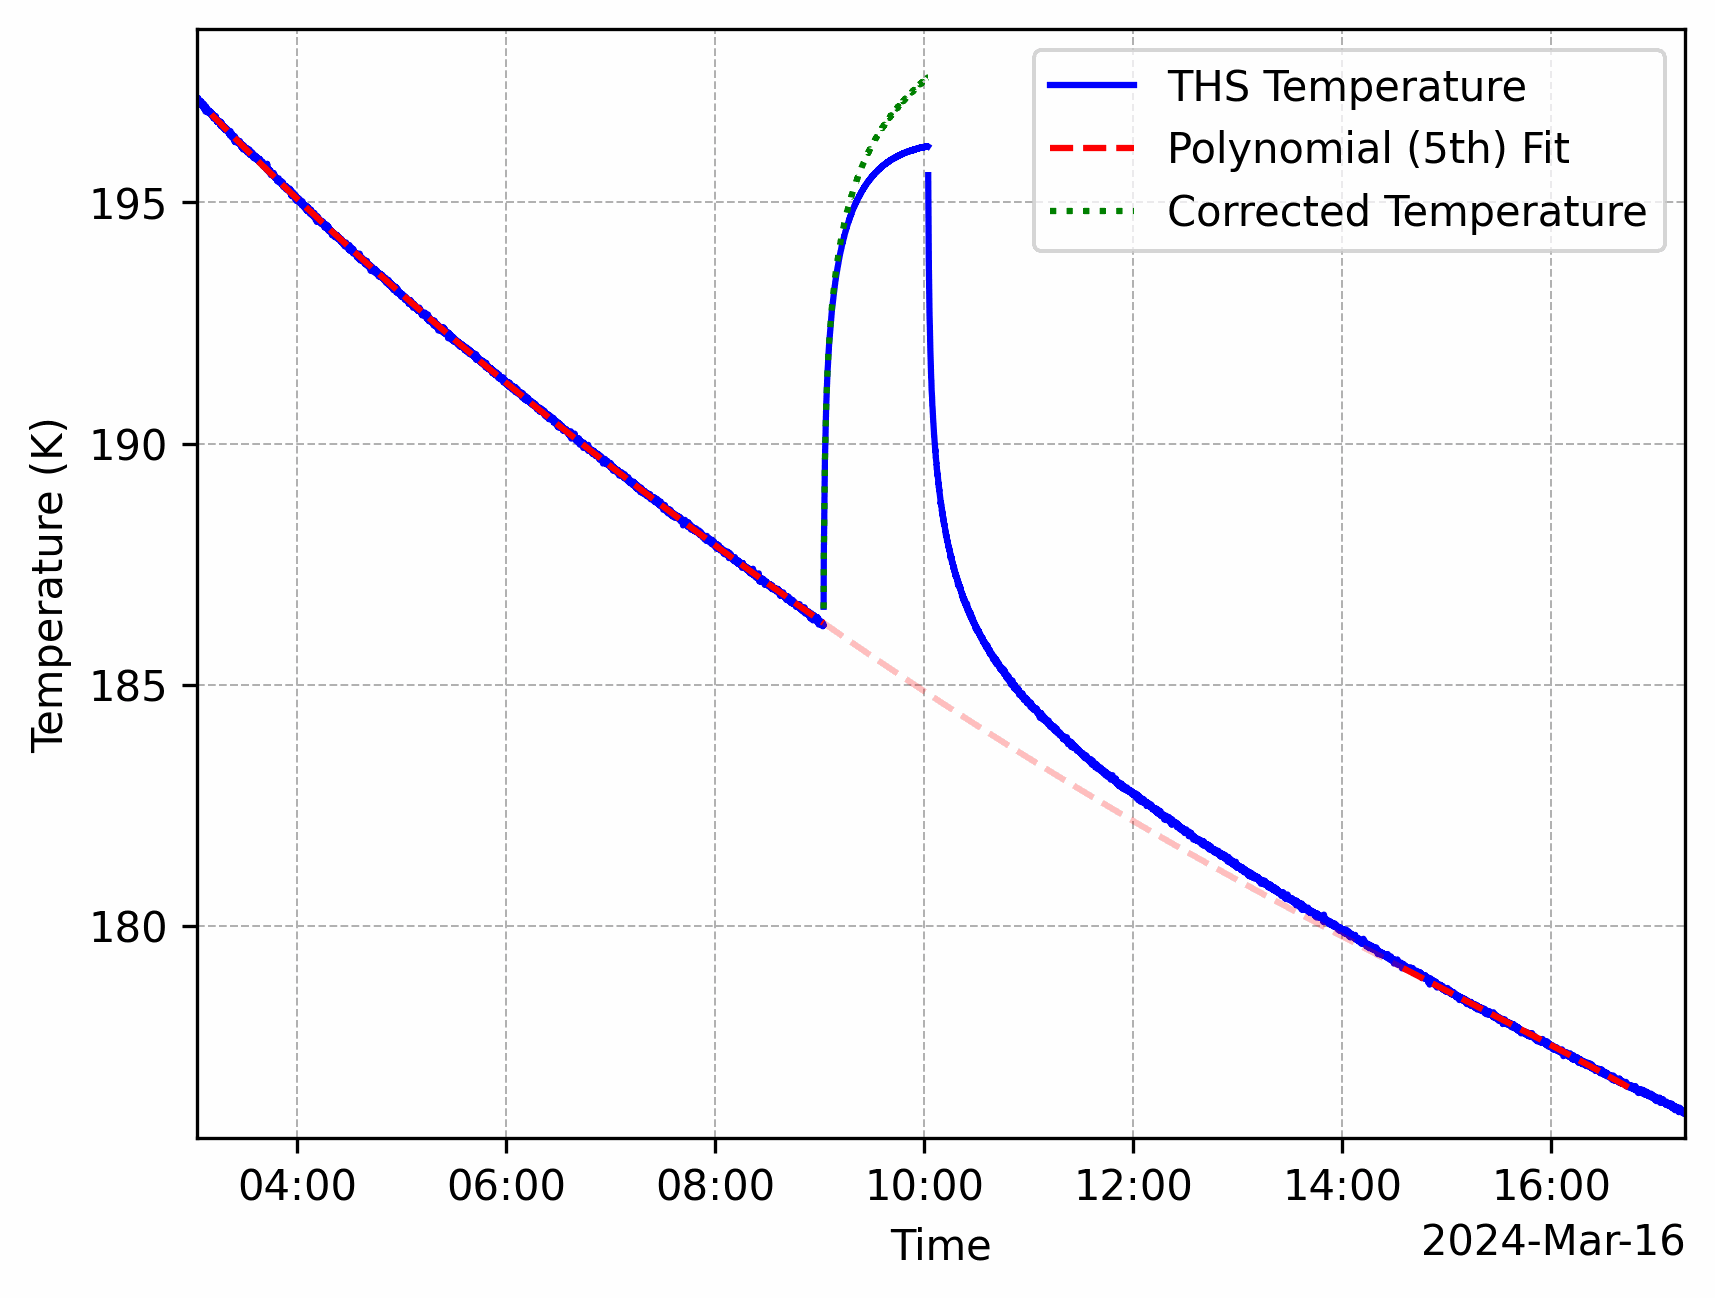 THS Temperature
Polynomial (5th) Fit
Corrected Temperature
Temperature (K)
195
190
185
180
04:00 06:00 08:00 10:00 12:00 14:00 16:00
Time
2024-Mar-16